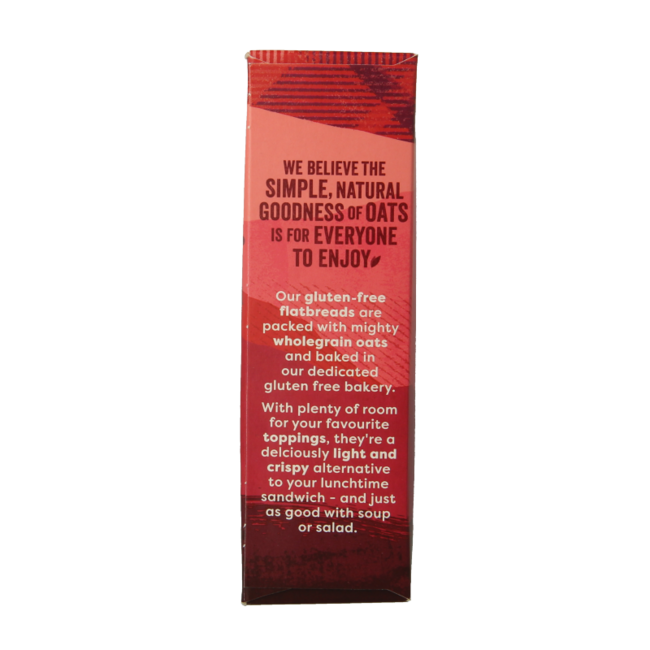 WE BELIEVE THE
SIMPLE, NATURAL
GOODNESS OF OATS
IS FOR EVERYONE
TO ENJOY
Our gluten-free
flatbreads are
packed with mighty
wholegrain oats
and baked in
our dedicated
gluten free bakery.
With plenty of room
for your favourite
toppings, they're a
delciously light and
crispy alternative
to your lunchtime
sandwich - and just
as good with soup
or salad.